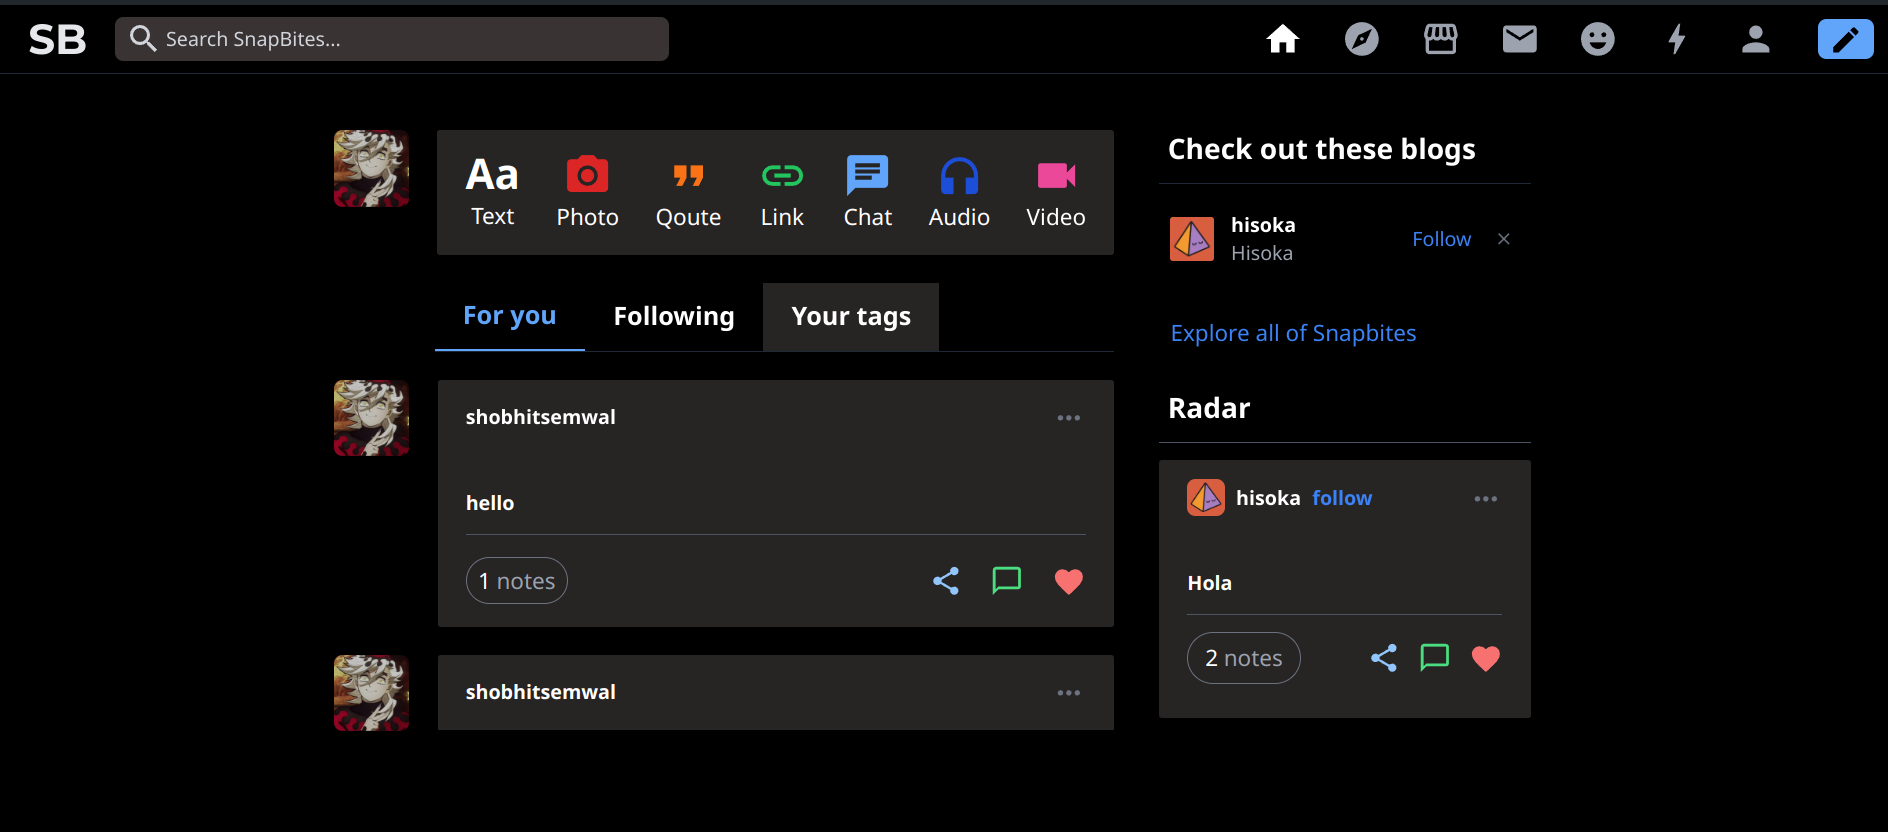 SB
Search SnapBites...
Aa
Text Photo Qoute Link Chat Audio Video
For you Following Your tags
shobhitsemwal
hello
1 notes
shobhitsemwal
Check out these blogs
hisoka
Hisoka
Follow
Explore all of Snapbites
Radar
hisoka follow
Hola
2 notes